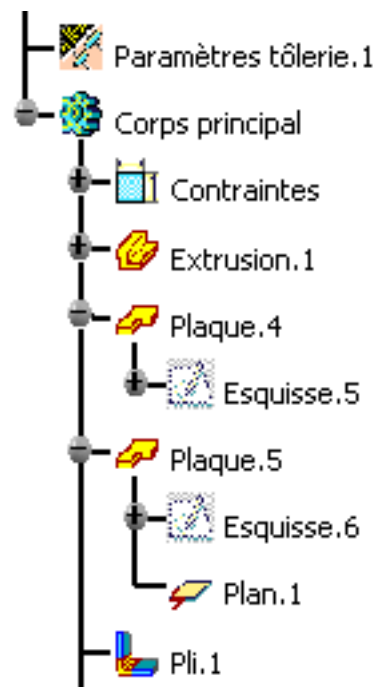 Paramètres tôlerie.1
Corps principal
Contraintes
Extrusion.1
Plaque.4
Esquisse.5
Plaque.5
Esquisse.6
Plan.1
Pli.1